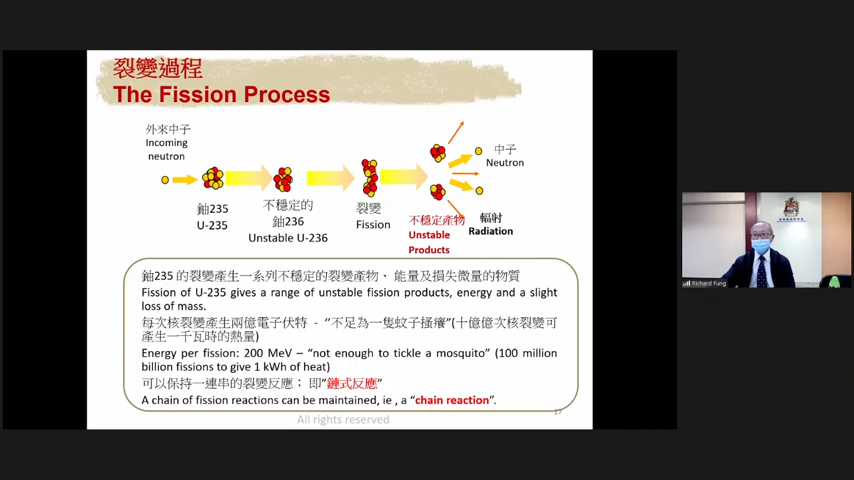 裂變過程
The Fission Process
外來中子
Incoming
neutron
鈾235
U-235
不穩定的
鈾236
Unstable U-236
裂變
Fission
不穩定產物
Unstable
Products
中子
Neutron
輻射
Radiation
鈾235 的裂變產生一系列不穩定的裂變產物、 能量及損失微量的物質
Fission of U-235 gives a range of unstable fission products, energy and a slight
loss of mass.
每次核裂變產生兩億電子伏特 - “不足為一隻蚊子搔癢”(十億億次核裂變可
產生一千瓦時的熱量)
Energy per fission: 200 MeV – “not enough to tickle a mosquito” (100 million
billion fissions to give 1 kWh of heat)
可以保持一連串的裂變反應； 即“鏈式反應”
A chain of fission reactions can be maintained, ie , a “chain reaction”.
17
All rights reserved
Richard Fung